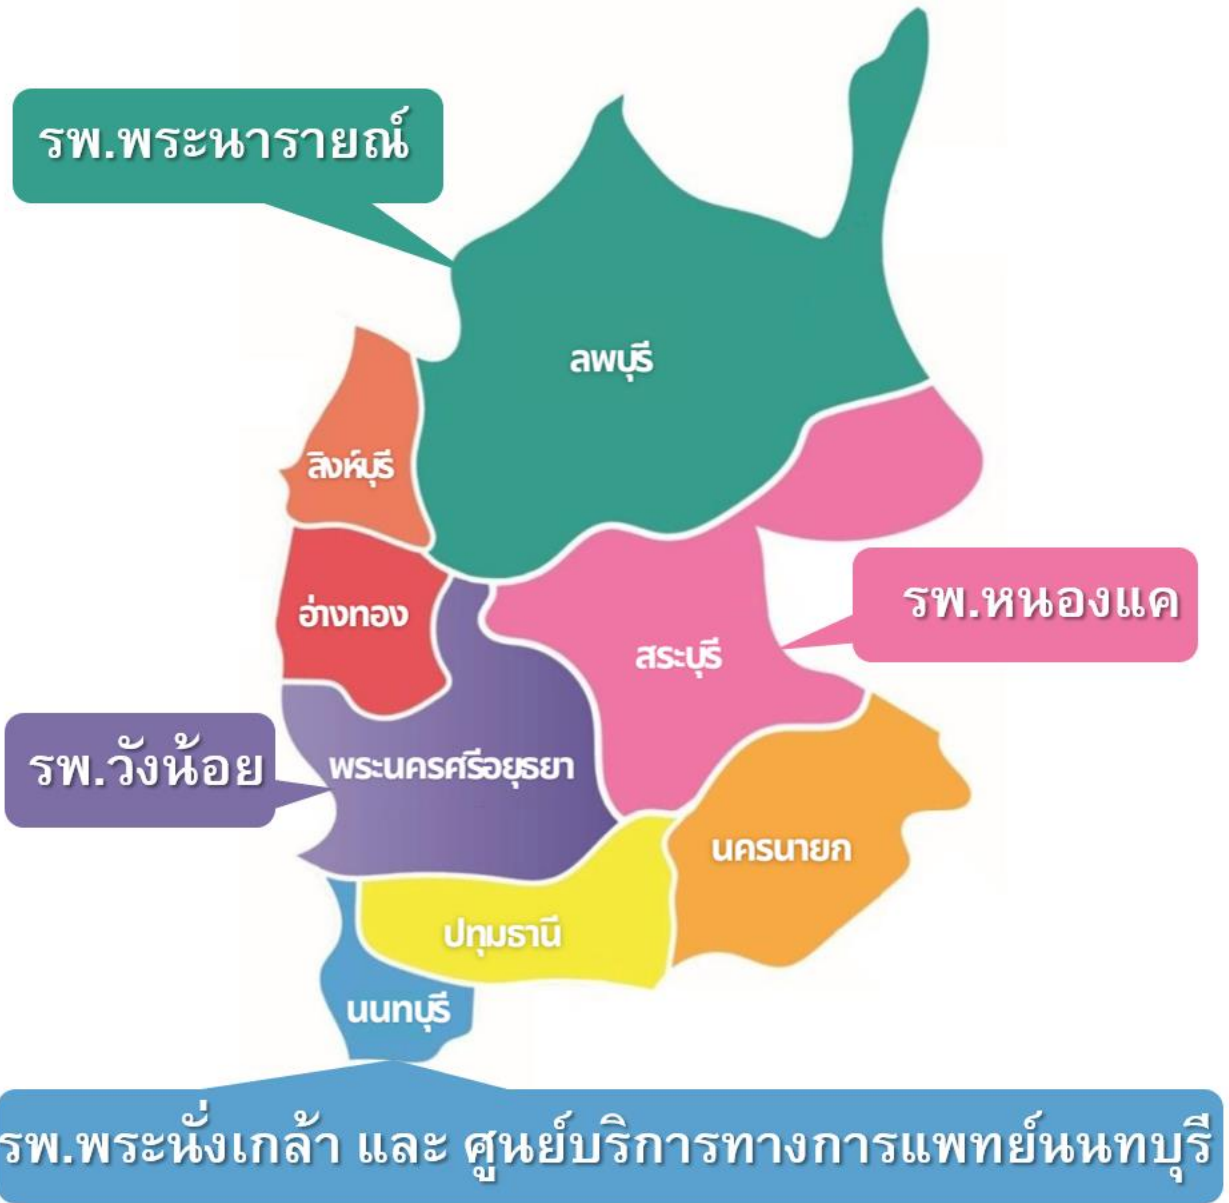 รพ.พระนารายณ์
ลพบุรี
สิงห์บุรี
อ่างทอง
รพ.หนองแค
สระบุรี
รพ.วังน้อย
พระนครศรีอยุธยา
นครนายก
ปทุมธานี
นนทบุรี
รพ.พระนั่งเกล้า และ ศูนย์บริการทางการแพทย์นนทบุรี